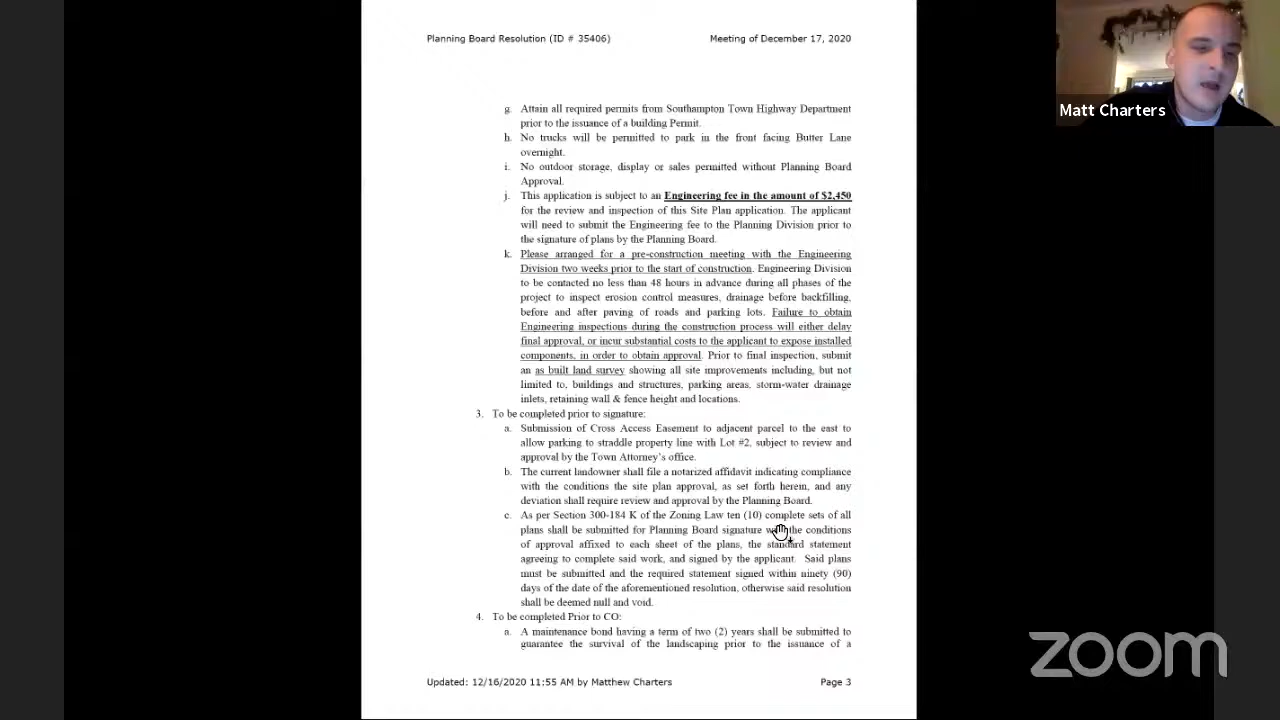 Planning Board Resolution (ID # 35406) Meeting of December 17, 2020
Matt Charters
g. Attain all required permits from Southampton Town Highway Department
prior to the issuance of a building Permit.
h. No trucks will be permitted to park in the front facing Butter Lane
overnight.
i. No outdoor storage, display or sales permitted without Planning Board
Approval.
j. This application is subject to an Engineering fee in the amount of $2,450
for the review and inspection of this Site Plan application. The applicant
will need to submit the Engineering fee to the Planning Division prior to
the signature of plans by the Planning Board.
k. Please arranged for a pre-construction meeting with the Engineering
Division two weeks prior to the start of construction. Engineering Division
to be contacted no less than 48 hours in advance during all phases of the
project to inspect erosion control measures, drainage before backfilling,
before and after paving of roads and parking lots. Failure to obtain
Engineering inspections during the construction process will either delay
final approval, or incur substantial costs to the applicant to expose installed
components, in order to obtain approval. Prior to final inspection, submit
an as built land survey showing all site improvements including, but not
limited to, buildings and structures, parking areas, storm-water drainage
inlets, retaining wall & fence height and locations.
3. To be completed prior to signature:
a. Submission of Cross Access Easement to adjacent parcel to the east to
allow parking to straddle property line with Lot #2, subject to review and
approval by the Town Attorney's office.
b. The current landowner shall file a notarized affidavit indicating compliance
with the conditions the site plan approval, as set forth herein, and any
deviation shall require review and approval by the Planning Board.
c. As per Section 300-184 K of the Zoning Law ten (10) complete sets of all
plans shall be submitted for Planning Board signature the conditions
of approval affixed to each sheet of the plans, the standard statement
agreeing to complete said work, and signed by the applicant. Said plans
must be submitted and the required statement signed within ninety (90)
days of the date of the aforementioned resolution, otherwise said resolution
shall be deemed null and void.
4. To be completed Prior to CO:
a. A maintenance bond having a term of two (2) years shall be submitted to
guarantee the survival of the landscaping prior to the issuance of a
Updated: 12/16/2020 11:55 AM by Matthew Charters Page 3
zoom